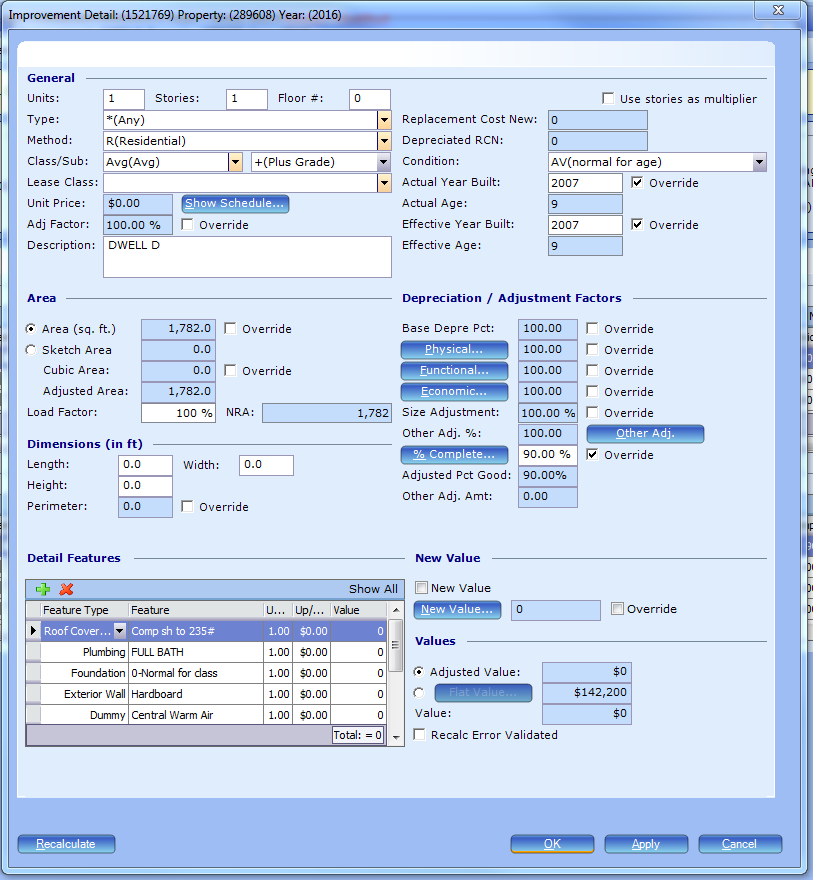 Improvement Detail: (1521769) Property: (289608) Year: (2016)
General
Units: 1 Stories: 1 Floor #: 0 Use stories as multiplier
Type: *(Any) Replacement Cost New: 0
Method: R(Residential) Depreciated RCN: 0
Class/Sub: Avg(Avg) +(Plus Grade) Condition: AV(normal for age)
Lease Class: Actual Year Built: 2007 Override
Unit Price: $0.00 Show Schedule... Actual Age: 9
Adj Factor: 100.00 % Override Effective Year Built: 2007 Override
Description: DWELL D Effective Age: 9
Area Depreciation / Adjustment Factors
Area (sq. ft.) 1,782.0 Override Base Depre Pct: 100.00 Override
Sketch Area 0.0 Physical... 100.00 Override
Cubic Area: 0.0 Override Functional... 100.00 Override
Adjusted Area: 1,782.0 Economic... 100.00 Override
Load Factor: 100 % NRA: 1,782 Size Adjustment: 100.00 % Override
Other Adj. %: 100.00 Other Adj.
Dimensions (in ft) % Complete... 90.00 % Override
Length: 0.0 Width: 0.0 Adjusted Pct Good: 90.00%
Height: 0.0 Other Adj. Amt: 0.00
Perimeter: 0.0 Override
Detail Features New Value
Show All New Value
Feature Type Feature U... Up/... Value New Value... 0 Override
Roof Cover... Comp sh to 235# 1.00 $0.00 0
Values
Plumbing FULL BATH 1.00 $0.00 0
Foundation 0-Normal for class 1.00 $0.00 0 Adjusted Value: $0
Exterior Wall Hardboard 1.00 $0.00 0 Flat Value... $142,200
Dummy Central Warm Air 1.00 $0.00 0 Value: $0
Total: = 0 Recalc Error Validated
Recalculate OK Apply Cancel